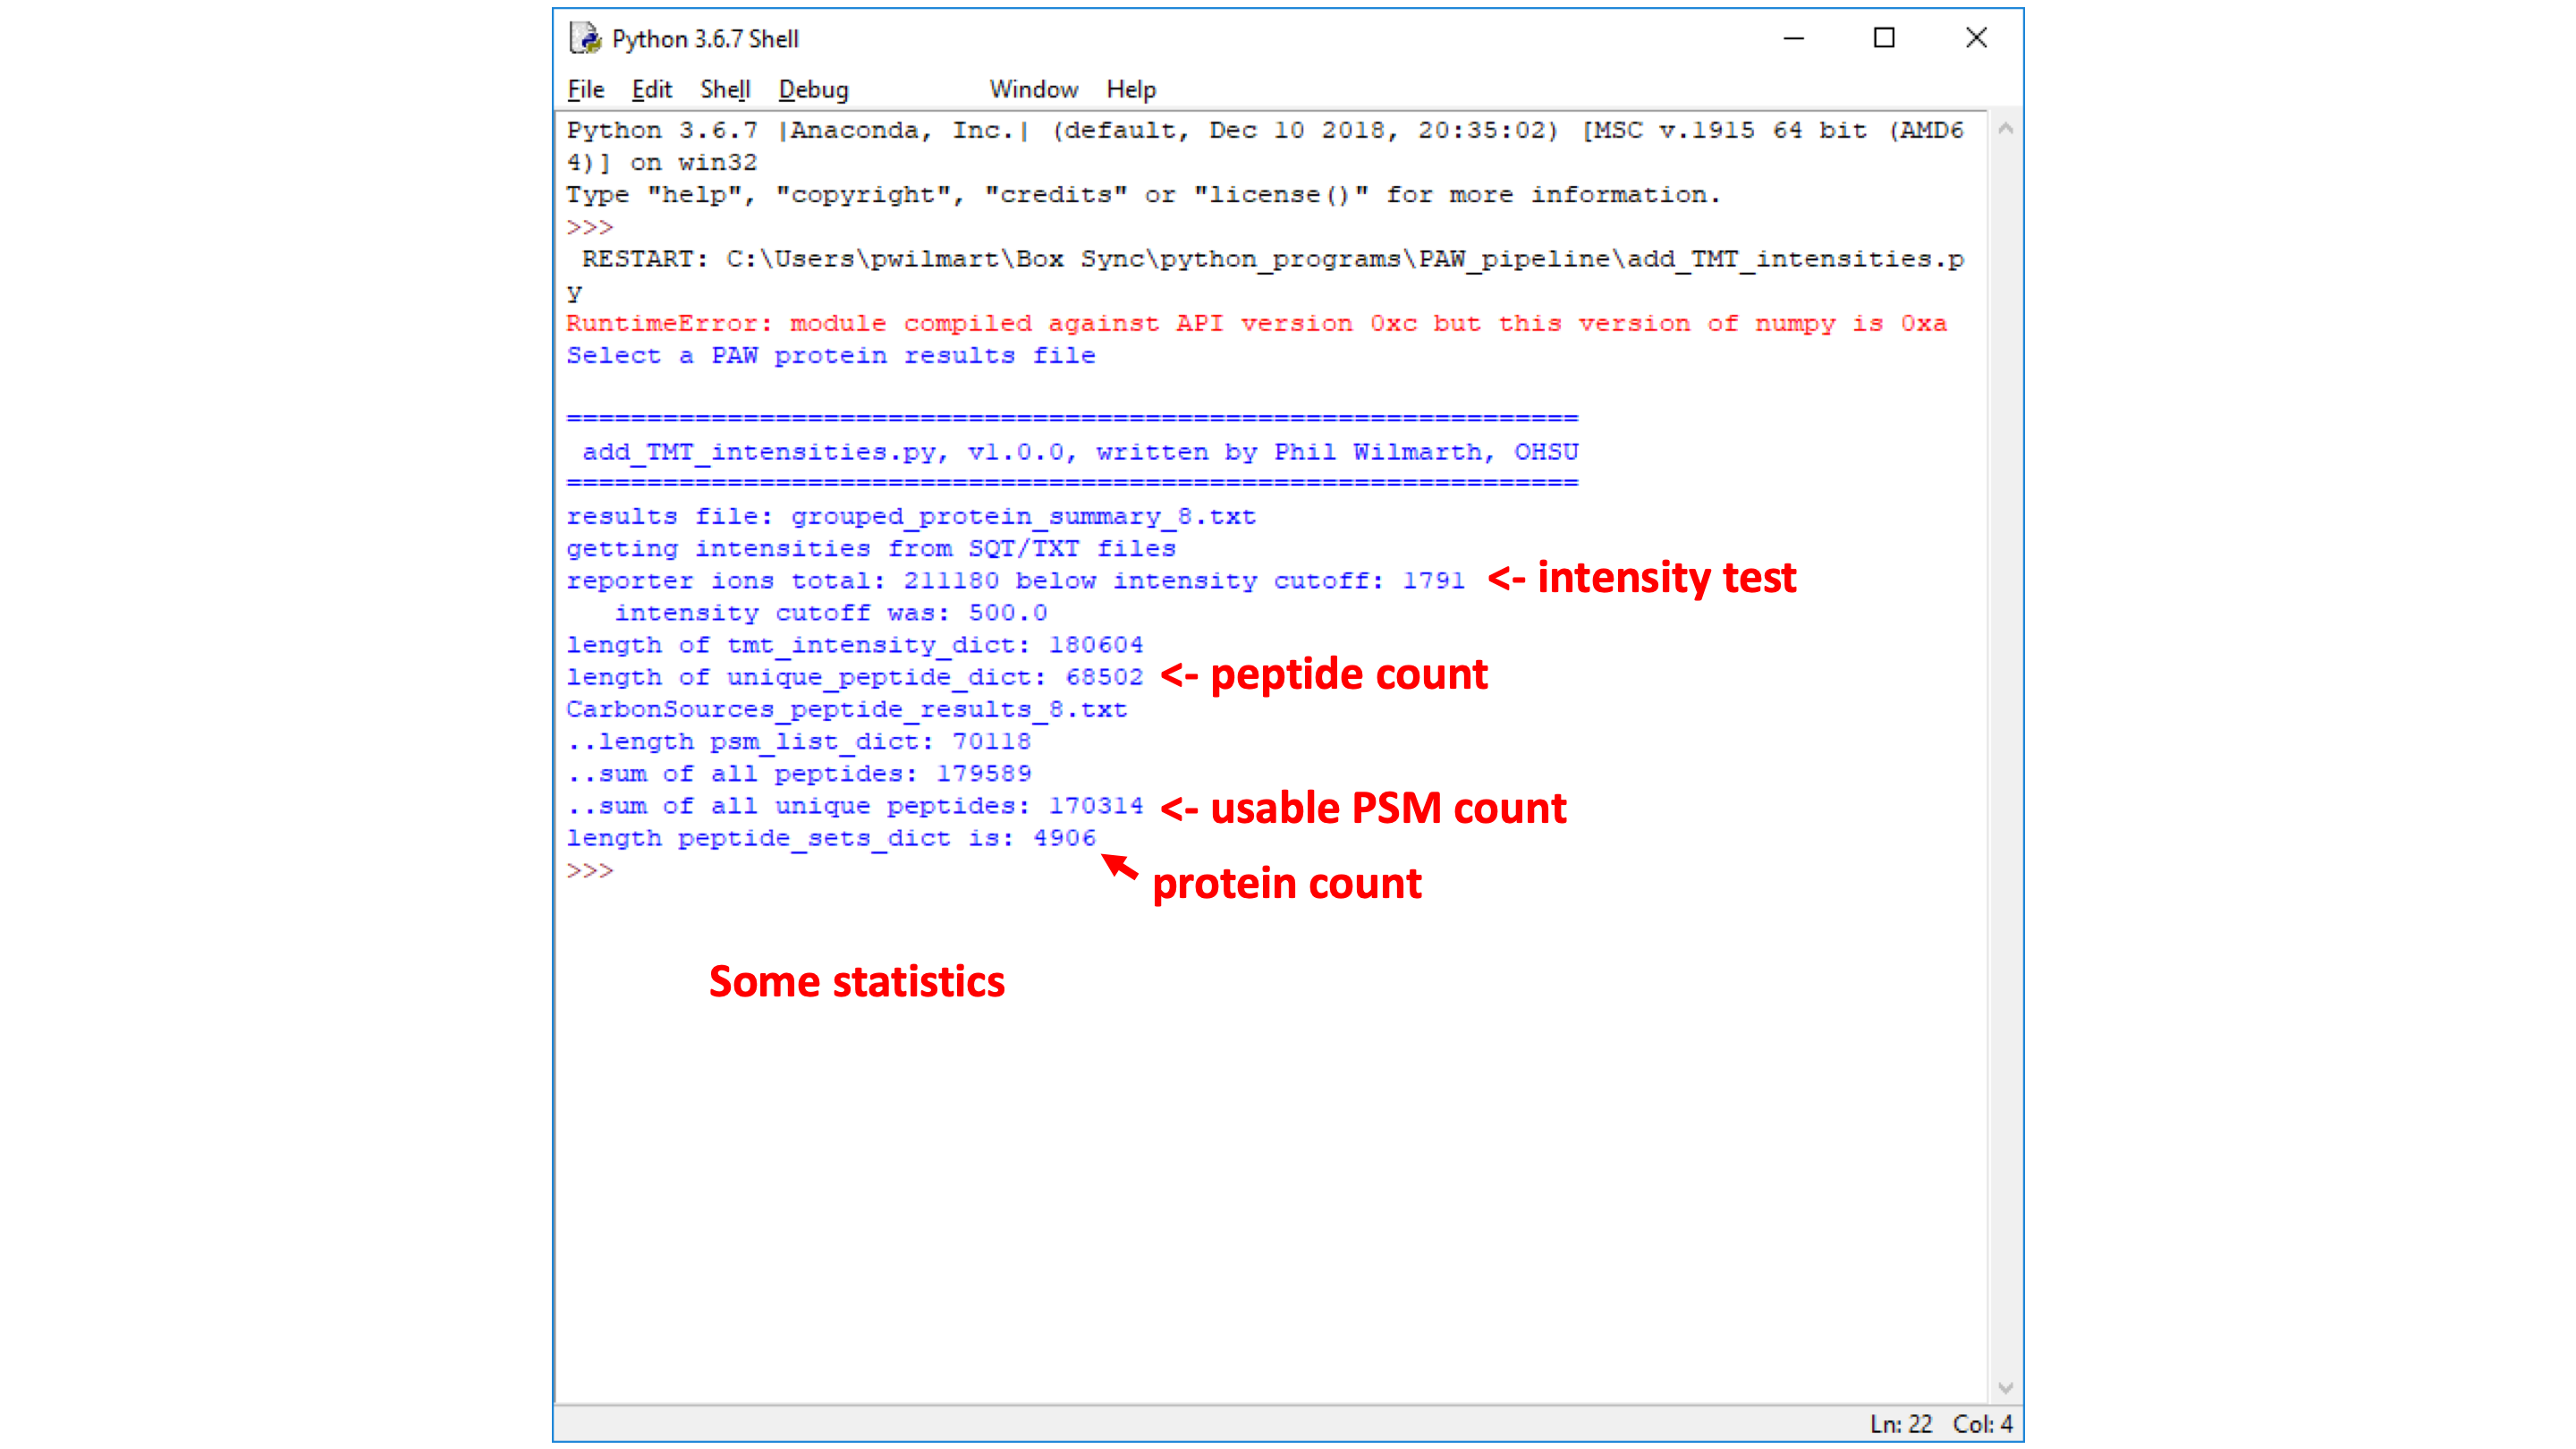 Python 3.6.7 Shell
File Edit Shell Debug Window Help
Python 3.6.7 |Anaconda, Inc.| (default, Dec 10 2018, 20:35:02) [MSC v.1915 64 bit (AMD6
4)] on win32
Type "help", "copyright", "credits" or "license()" for more information.
>>>
RESTART: C:\Users\pwilmart\Box Sync\python_programs\PAW_pipeline\add_TMT_intensities.p
y
RuntimeError: module compiled against API version 0xc but this version of numpy is 0xa
Select a PAW protein results file
===============================================================
add_TMT_intensities.py, v1.0.0, written by Phil Wilmarth, OHSU
===============================================================
results file: grouped_protein_summary_8.txt
getting intensities from SQT/TXT files
reporter ions total: 211180 below intensity cutoff: 1791 <- intensity test
intensity cutoff was: 500.0
length of tmt_intensity_dict: 180604
length of unique_peptide_dict: 68502 <- peptide count
CarbonSources_peptide_results_8.txt
..length psm_list_dict: 70118
..sum of all peptides: 179589
..sum of all unique peptides: 170314 <- usable PSM count
length peptide_sets_dict is: 4906
>>>
protein count
Some statistics
Ln: 22 Col: 4